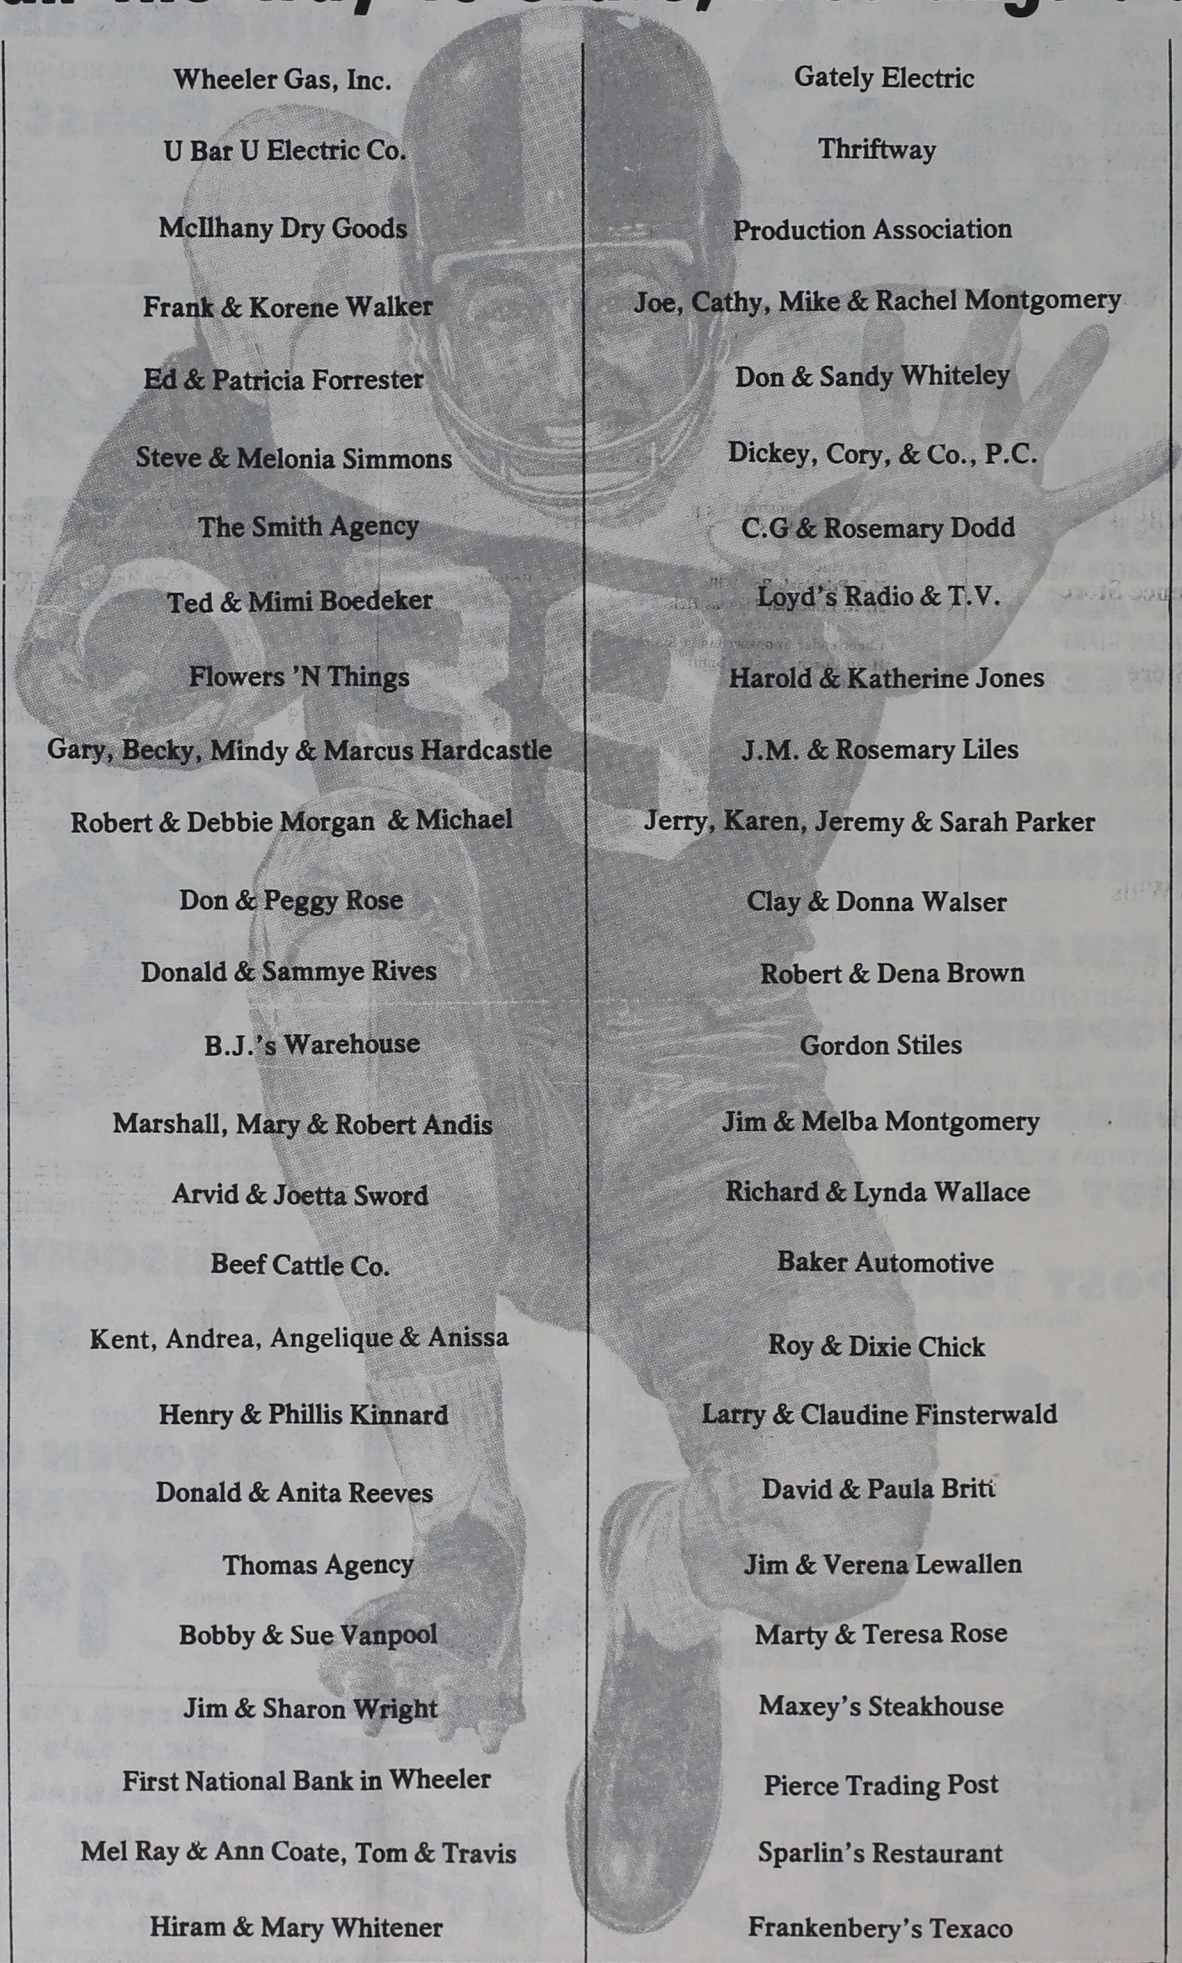 Wheeler Gas, Inc.
U Bar U Electric Co.
McIlhany Dry Goods
Frank & Korene Walker
Ed & Patricia Forrester
Steve & Melonia Simmons
The Smith Agency
Ted & Mimi Boedeker
Flowers 'N Things
Gary, Becky, Mindy & Marcus Hardcastle
Robert & Debbie Morgan & Michael
Don & Peggy Rose
Donald & Sammye Rives
B.J.'s Warehouse
Marshall, Mary & Robert Andis
Arvid & Joetta Sword
Beef Cattle Co.
Kent, Andrea, Angelique & Anissa
Henry & Phillis Kinnard
Donald & Anita Reeves
Thomas Agency
Bobby & Sue Vanpool
Jim & Sharon Wright
First National Bank in Wheeler
Mel Ray & Ann Coate, Tom & Travis
Hiram & Mary Whitener
Gately Electric
Thriftway
Production Association
Joe, Cathy, Mike & Rachel Montgomery
Don & Sandy Whiteley
Dickey, Cory, & Co., P.C.
C.G & Rosemary Dodd
Loyd's Radio & T.V.
Harold & Katherine Jones
J.M. & Rosemary Liles
Jerry, Karen, Jeremy & Sarah Parker
Clay & Donna Walser
Robert & Dena Brown
Gordon Stiles
Jim & Melba Montgomery
Richard & Lynda Wallace
Baker Automotive
Roy & Dixie Chick
Larry & Claudine Finsterwald
David & Paula Britt
Jim & Verena Lewallen
Marty & Teresa Rose
Maxey's Steakhouse
Pierce Trading Post
Sparlin's Restaurant
Frankenbery's Texaco